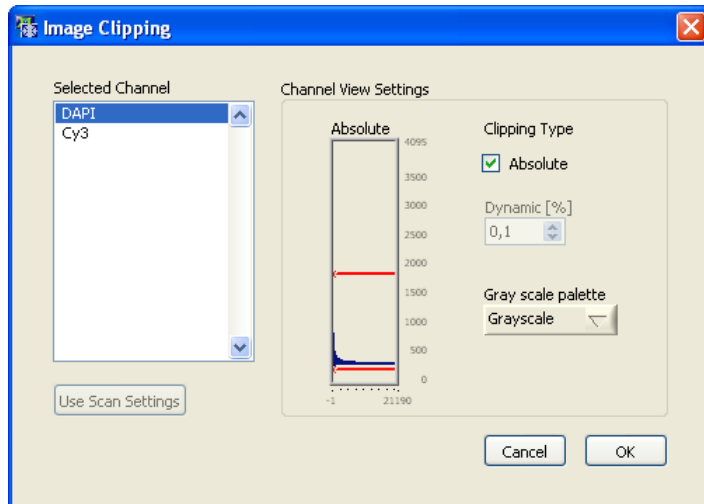 Image Clipping
Selected Channel
DAPI
Cy3
Use Scan Settings
Channel View Settings
Absolute
4095
3500
3000
2500
2000
1500
1000
500
0
-1 21190
Clipping Type
Absolute
Dynamic [%]
0,1
Gray scale palette
Grayscale
Cancel OK